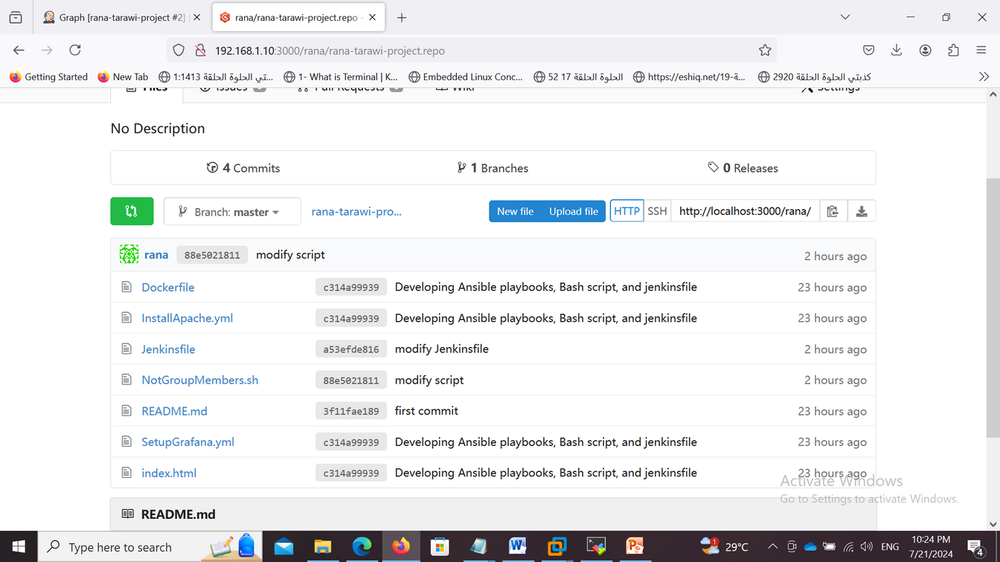 Graph [rana-tarawi-project #2]
rana/rana-tarawi-project.repo -
192.168.1.10:3000/rana/rana-tarawi-project.repo
Getting Started
New Tab
1:1413 تي الحلوة الحلقة...
1- What is Terminal | K...
Embedded Linux Conc...
الحلوة الحلقة 17 52
https://eshiq.net/19-ة...
كذبتي الحلوة الحلقة 2920
Files Issues Pull Requests Wiki Settings
No Description
4 Commits
1 Branches
0 Releases
Branch: master
rana-tarawi-pro...
New file
Upload file
HTTP
SSH
http://localhost:3000/rana/
rana 88e5021811 modify script 2 hours ago
Dockerfile c314a99939 Developing Ansible playbooks, Bash script, and jenkinsfile 23 hours ago
InstallApache.yml c314a99939 Developing Ansible playbooks, Bash script, and jenkinsfile 23 hours ago
Jenkinsfile a53efde816 modify Jenkinsfile 2 hours ago
NotGroupMembers.sh 88e5021811 modify script 2 hours ago
README.md 3f11fae189 first commit 23 hours ago
SetupGrafana.yml c314a99939 Developing Ansible playbooks, Bash script, and jenkinsfile 23 hours ago
index.html c314a99939 Developing Ansible playbooks, Bash script, and jenkinsfile 23 hours ago
Activate Windows
Go to Settings to activate Windows.
README.md
Type here to search
1
29°C
ENG
10:24 PM
7/21/2024
4